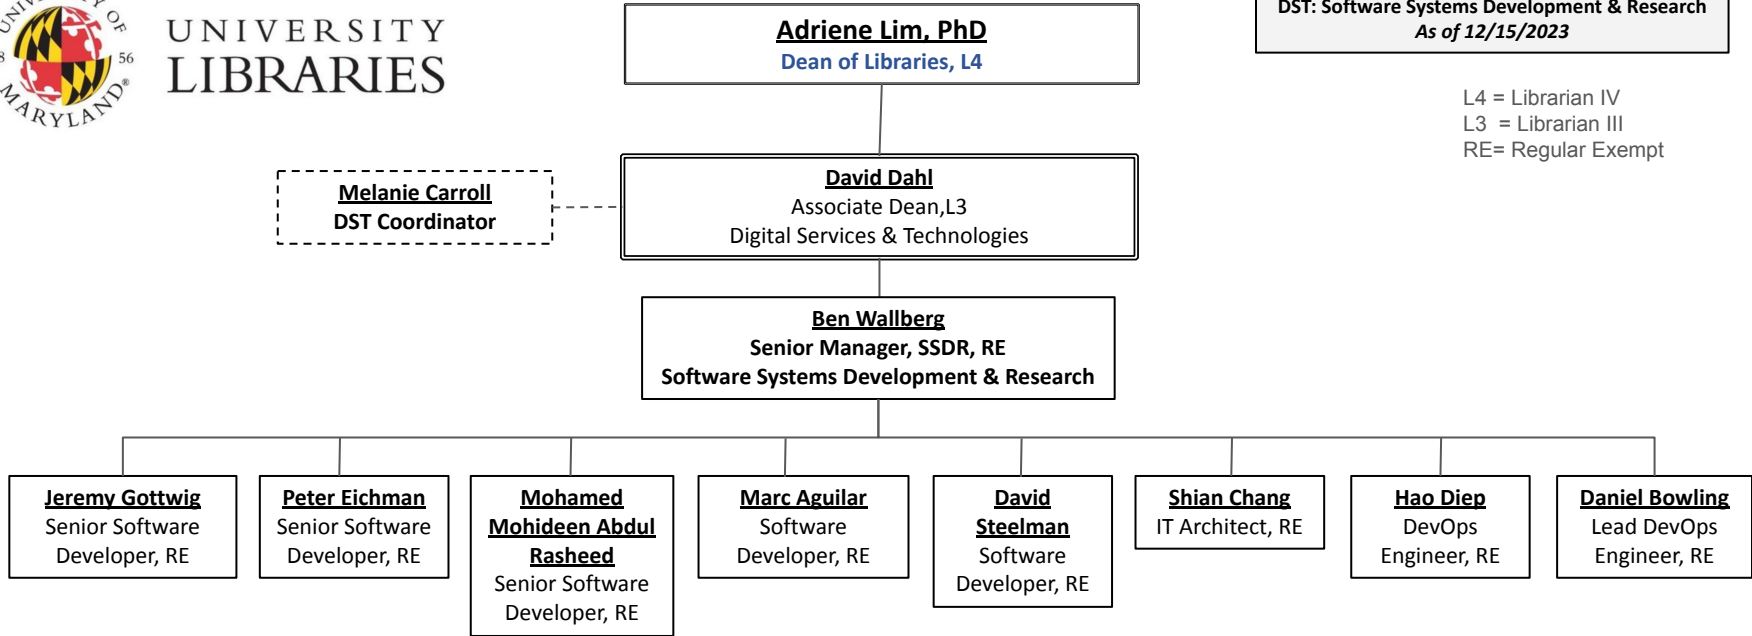 UNIVERSITY OF
18 56
MARYLAND
UNIVERSITY
LIBRARIES
Adriene Lim, PhD
Dean of Libraries, L4
DST: Software Systems Development & Research
As of 12/15/2023
L4 = Librarian IV
L3 = Librarian III
RE= Regular Exempt
Melanie Carroll
DST Coordinator
David Dahl
Associate Dean,L3
Digital Services & Technologies
Ben Wallberg
Senior Manager, SSDR, RE
Software Systems Development & Research
Jeremy Gottwig
Senior Software
Developer, RE
Peter Eichman
Senior Software
Developer, RE
Mohamed
Mohideen Abdul
Rasheed
Senior Software
Developer, RE
Marc Aguilar
Software
Developer, RE
David
Steelman
Software
Developer, RE
Shian Chang
IT Architect, RE
Hao Diep
DevOps
Engineer, RE
Daniel Bowling
Lead DevOps
Engineer, RE